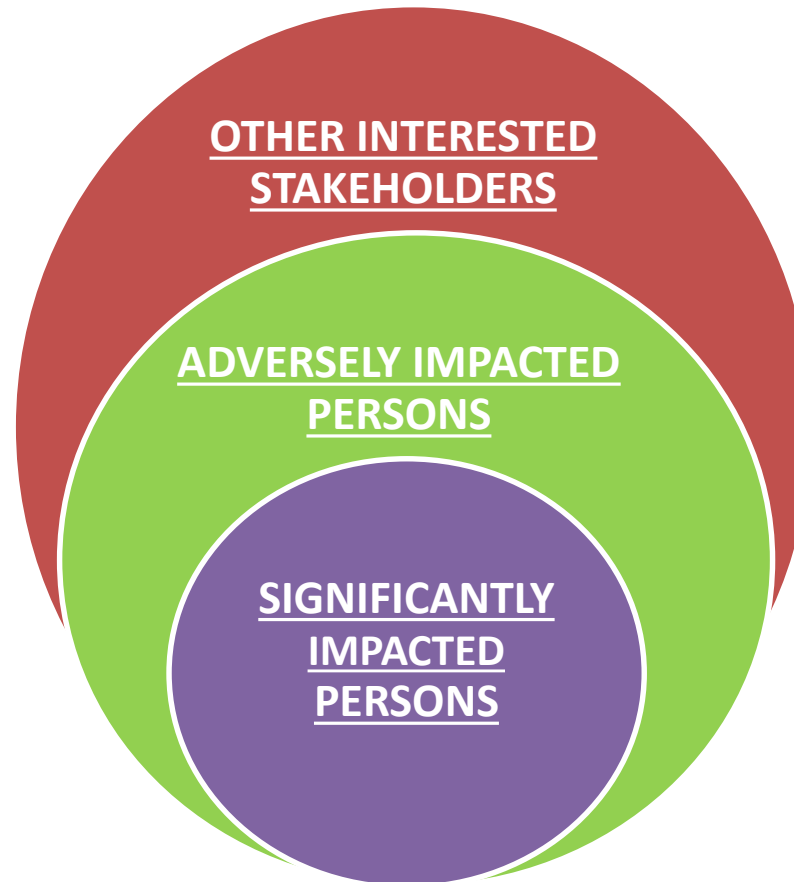 OTHER INTERESTED
STAKEHOLDERS
ADVERSELY IMPACTED
PERSONS
SIGNIFICANTLY
IMPACTED
PERSONS